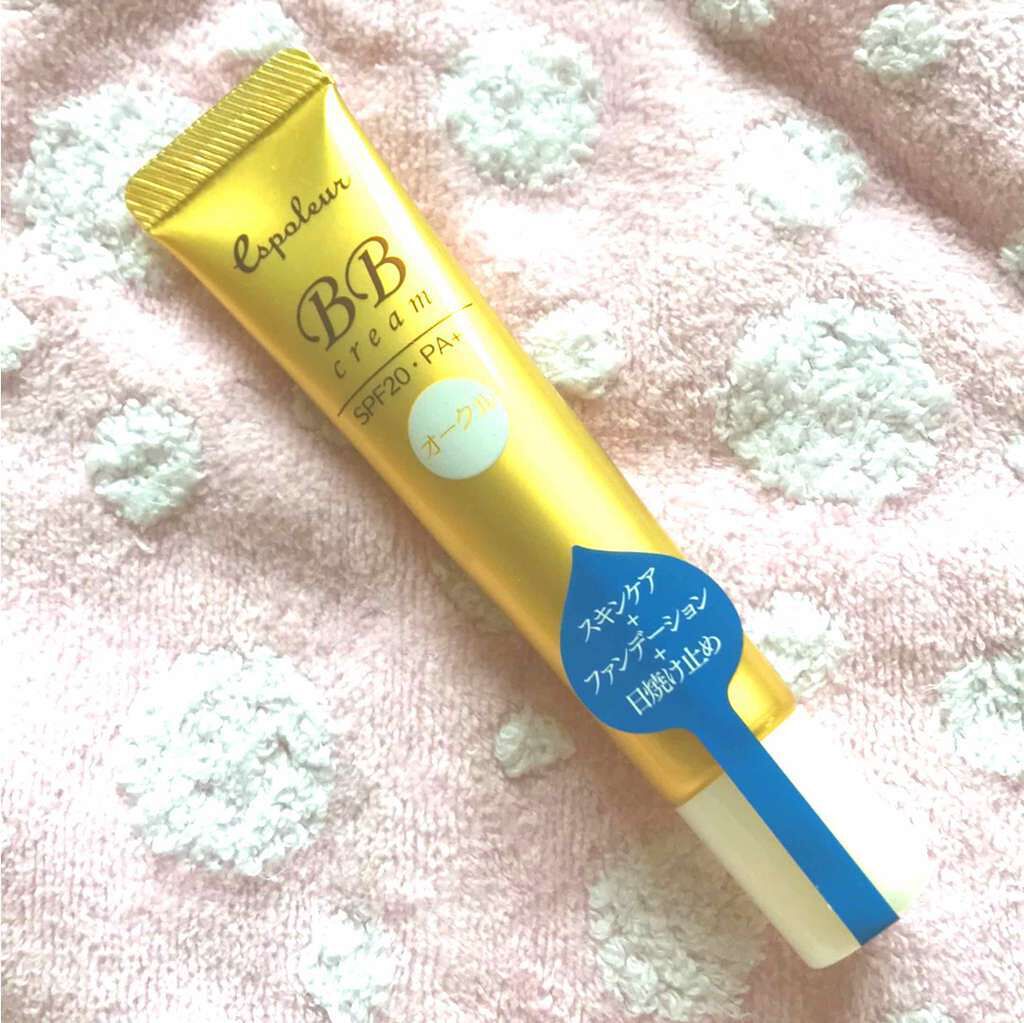 espoleur
BB
cream
SPF20・PA+
オークル
スキンケア
+
ファンデーション
+
日焼け止め